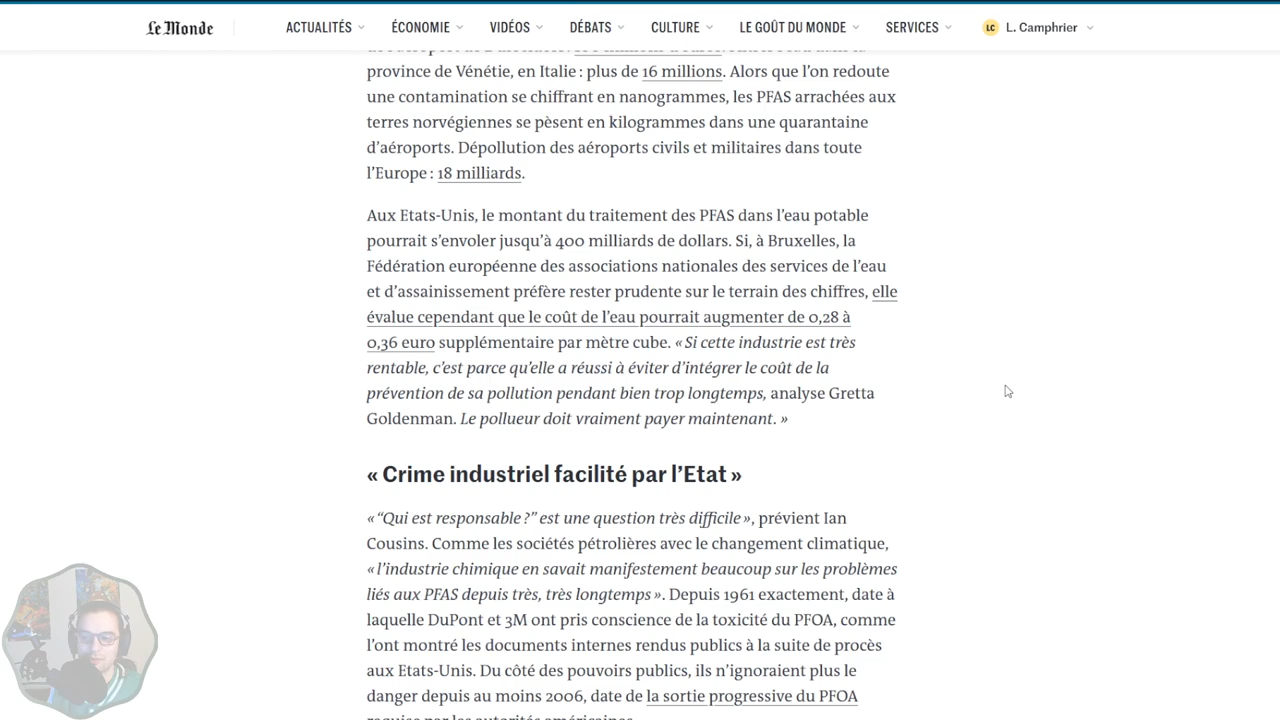 Le Monde
ACTUALITÉS
ÉCONOMIE
VIDÉOS
DÉBATS
CULTURE
LE GOÛT DU MONDE
SERVICES
LC
L. Camphrier
province de Vénétie, en Italie : plus de 16 millions. Alors que l’on redoute
une contamination se chiffrant en nanogrammes, les PFAS arrachées aux
terres norvégiennes se pèsent en kilogrammes dans une quarantaine
d’aéroports. Dépollution des aéroports civils et militaires dans toute
l’Europe : 18 milliards.
Aux Etats-Unis, le montant du traitement des PFAS dans l’eau potable
pourrait s’envoler jusqu’à 400 milliards de dollars. Si, à Bruxelles, la
Fédération européenne des associations nationales des services de l’eau
et d’assainissement préfère rester prudente sur le terrain des chiffres, elle
évalue cependant que le coût de l’eau pourrait augmenter de 0,28 à
0,36 euro supplémentaire par mètre cube. « Si cette industrie est très
rentable, c’est parce qu’elle a réussi à éviter d’intégrer le coût de la
prévention de sa pollution pendant bien trop longtemps, analyse Gretta
Goldenman. Le pollueur doit vraiment payer maintenant. »
« Crime industriel facilité par l’Etat »
« “Qui est responsable ?” est une question très difficile », prévient Ian
Cousins. Comme les sociétés pétrolières avec le changement climatique,
« l’industrie chimique en savait manifestement beaucoup sur les problèmes
liés aux PFAS depuis très, très longtemps ». Depuis 1961 exactement, date à
laquelle DuPont et 3M ont pris conscience de la toxicité du PFOA, comme
l’ont montré les documents internes rendus publics à la suite de procès
aux Etats-Unis. Du côté des pouvoirs publics, ils n’ignoraient plus le
danger depuis au moins 2006, date de la sortie progressive du PFOA